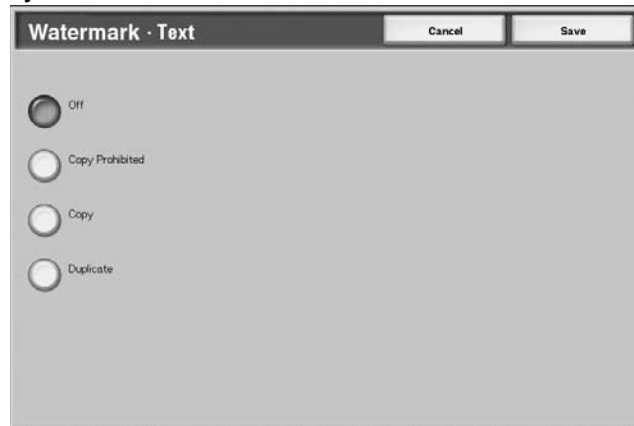 Watermark - Text
Cancel
Save
Off
Copy Prohibited
Copy
Duplicate